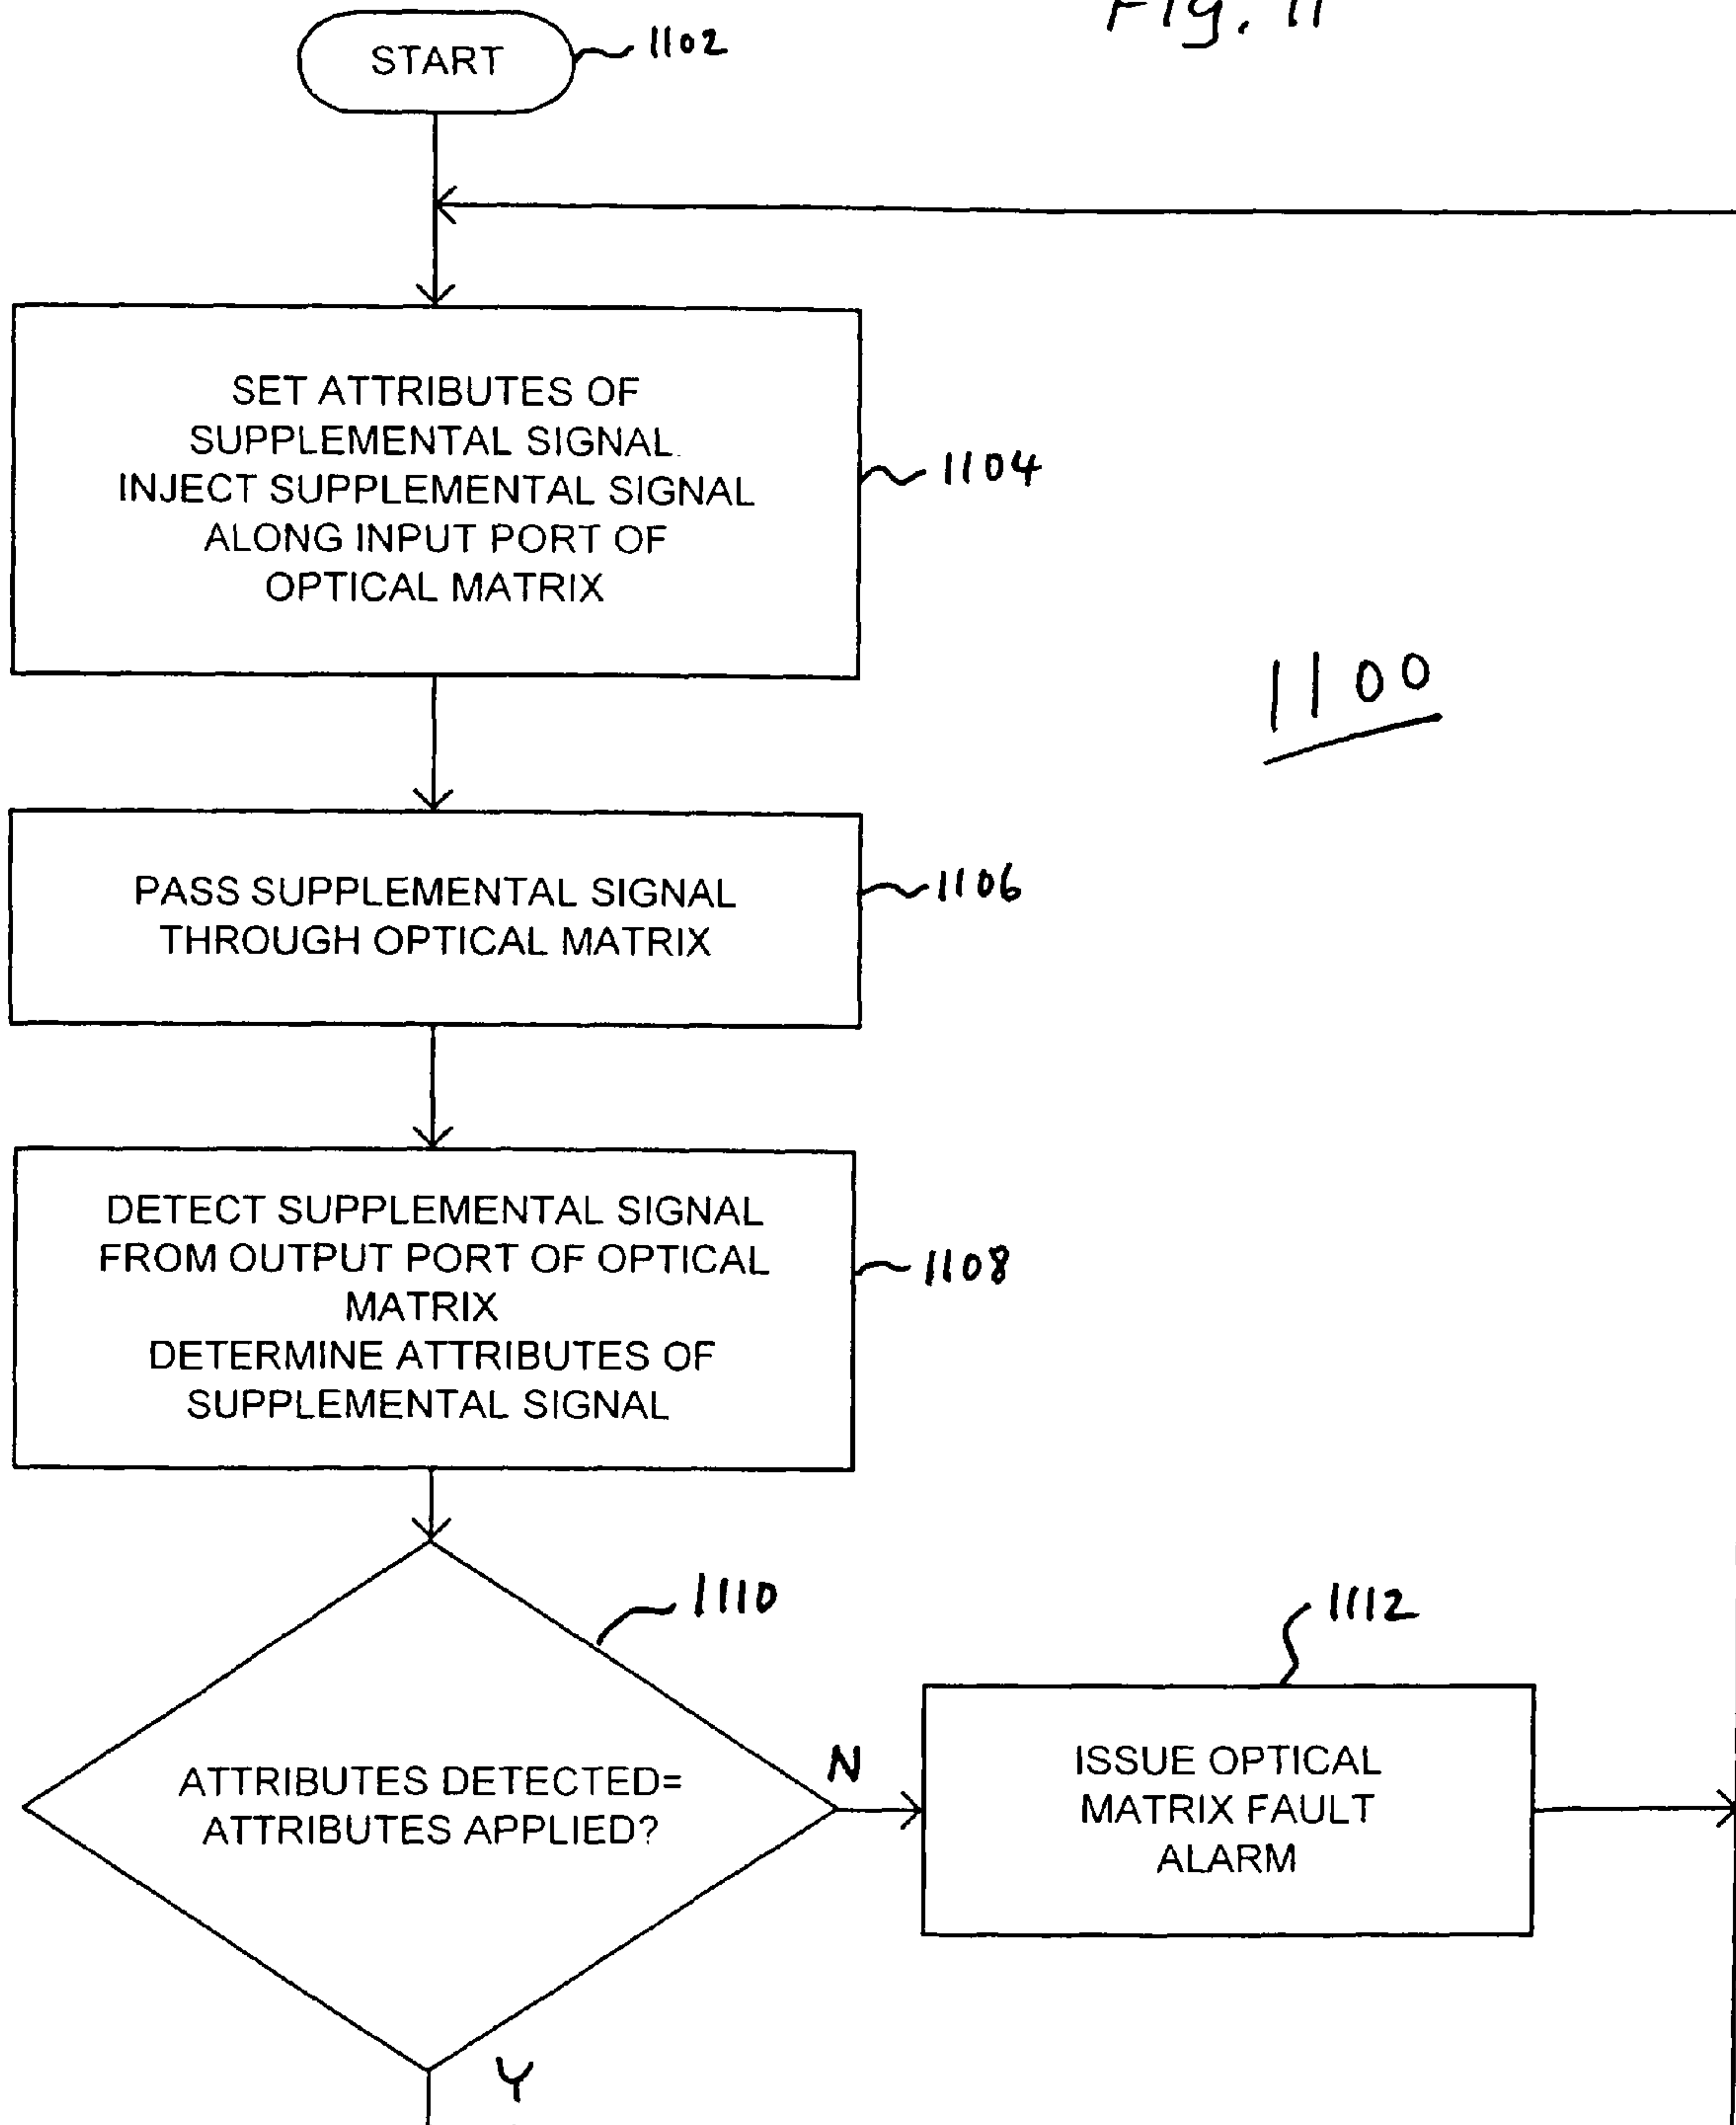 Fig. 11
START
1102
SET ATTRIBUTES OF
SUPPLEMENTAL SIGNAL.
INJECT SUPPLEMENTAL SIGNAL
ALONG INPUT PORT OF
OPTICAL MATRIX
1104
1100
PASS SUPPLEMENTAL SIGNAL
THROUGH OPTICAL MATRIX
1106
DETECT SUPPLEMENTAL SIGNAL
FROM OUTPUT PORT OF OPTICAL
MATRIX
DETERMINE ATTRIBUTES OF
SUPPLEMENTAL SIGNAL
1108
1110
1112
ATTRIBUTES DETECTED=
ATTRIBUTES APPLIED?
N
ISSUE OPTICAL
MATRIX FAULT
ALARM
Y